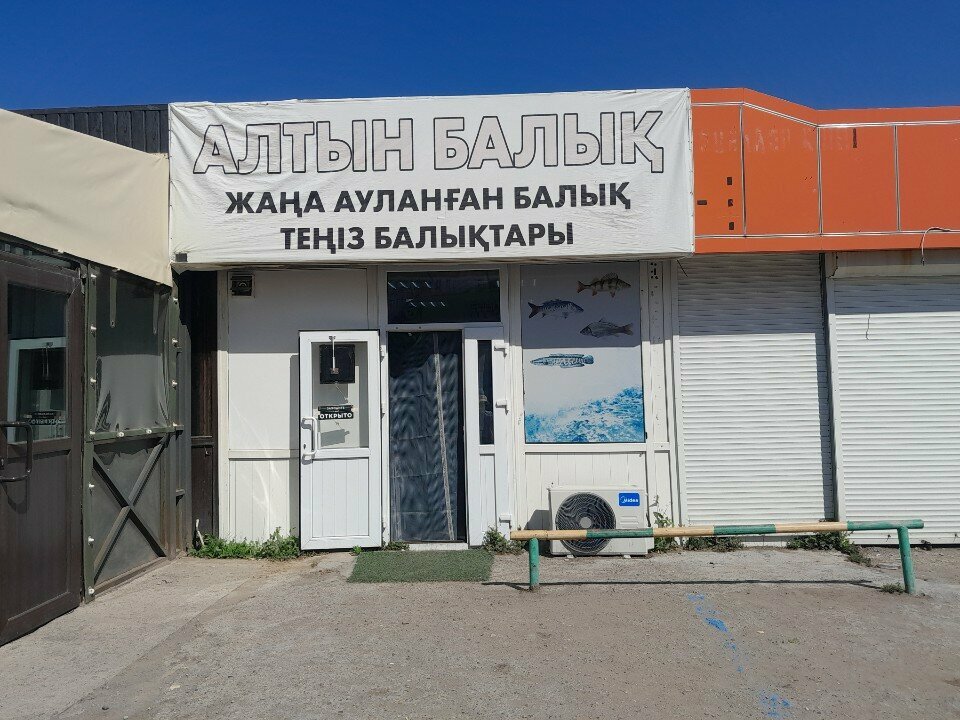 АЛТЫН БАЛЫҚ
ЖАҢА АУЛАНҒАН БАЛЫҚ
ТЕҢІЗ БАЛЫҚТАРЫ
ОТКРЫТО
Midea